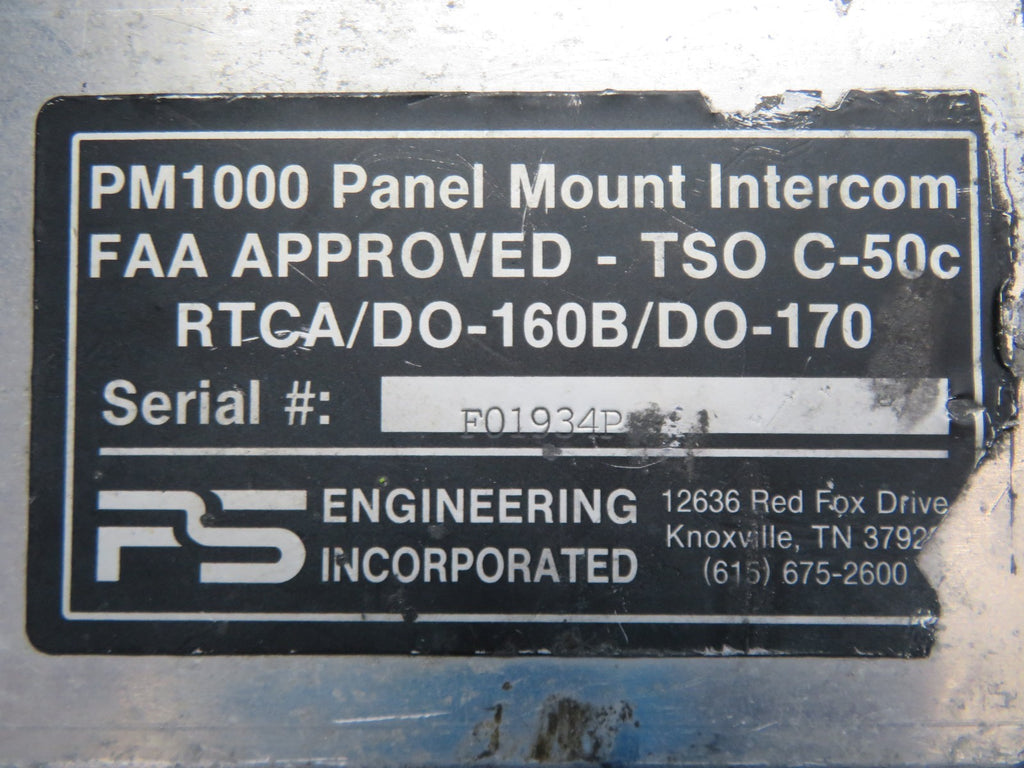 PM1000 Panel Mount Intercom
FAA APPROVED - TSO C-50c
RTCA/DO-160B/DO-170
Serial #: F01934P
PS ENGINEERING INCORPORATED
12636 Red Fox Drive
Knoxville, TN
(615) 675-2600